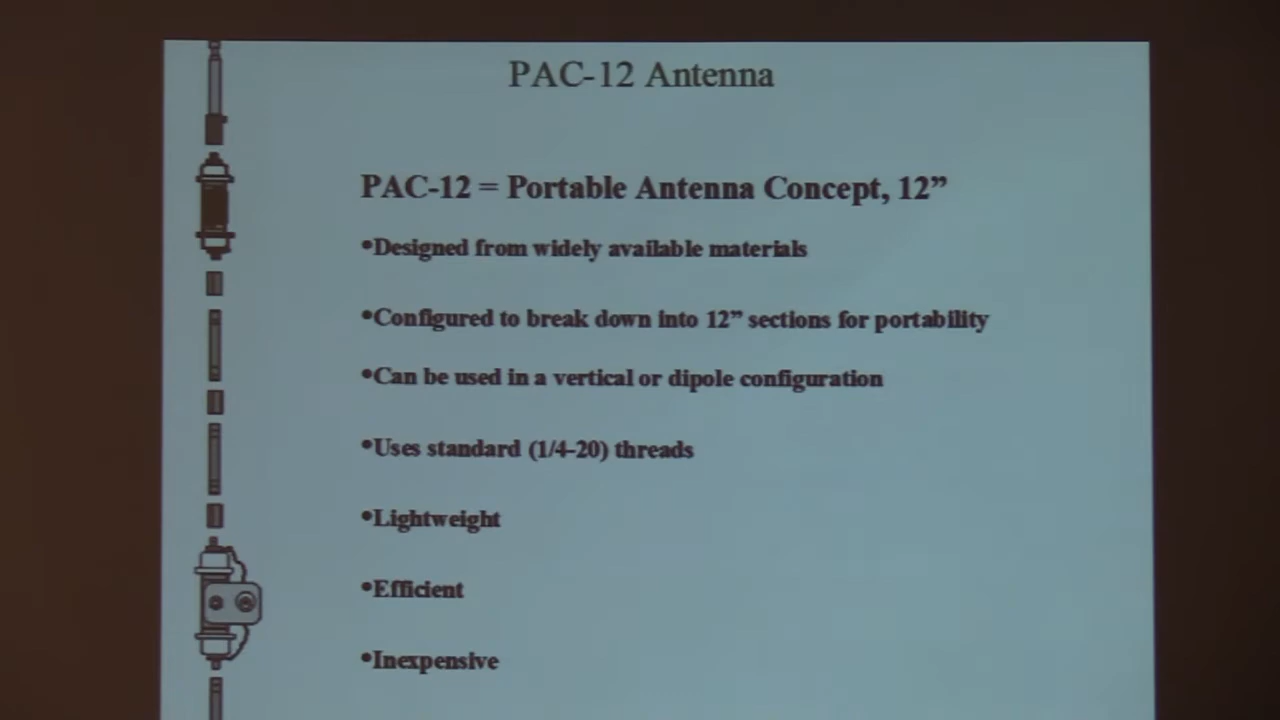 PAC-12 Antenna
PAC-12 = Portable Antenna Concept, 12”
•Designed from widely available materials
•Configured to break down into 12” sections for portability
•Can be used in a vertical or dipole configuration
•Uses standard (1/4-20) threads
•Lightweight
•Efficient
•Inexpensive